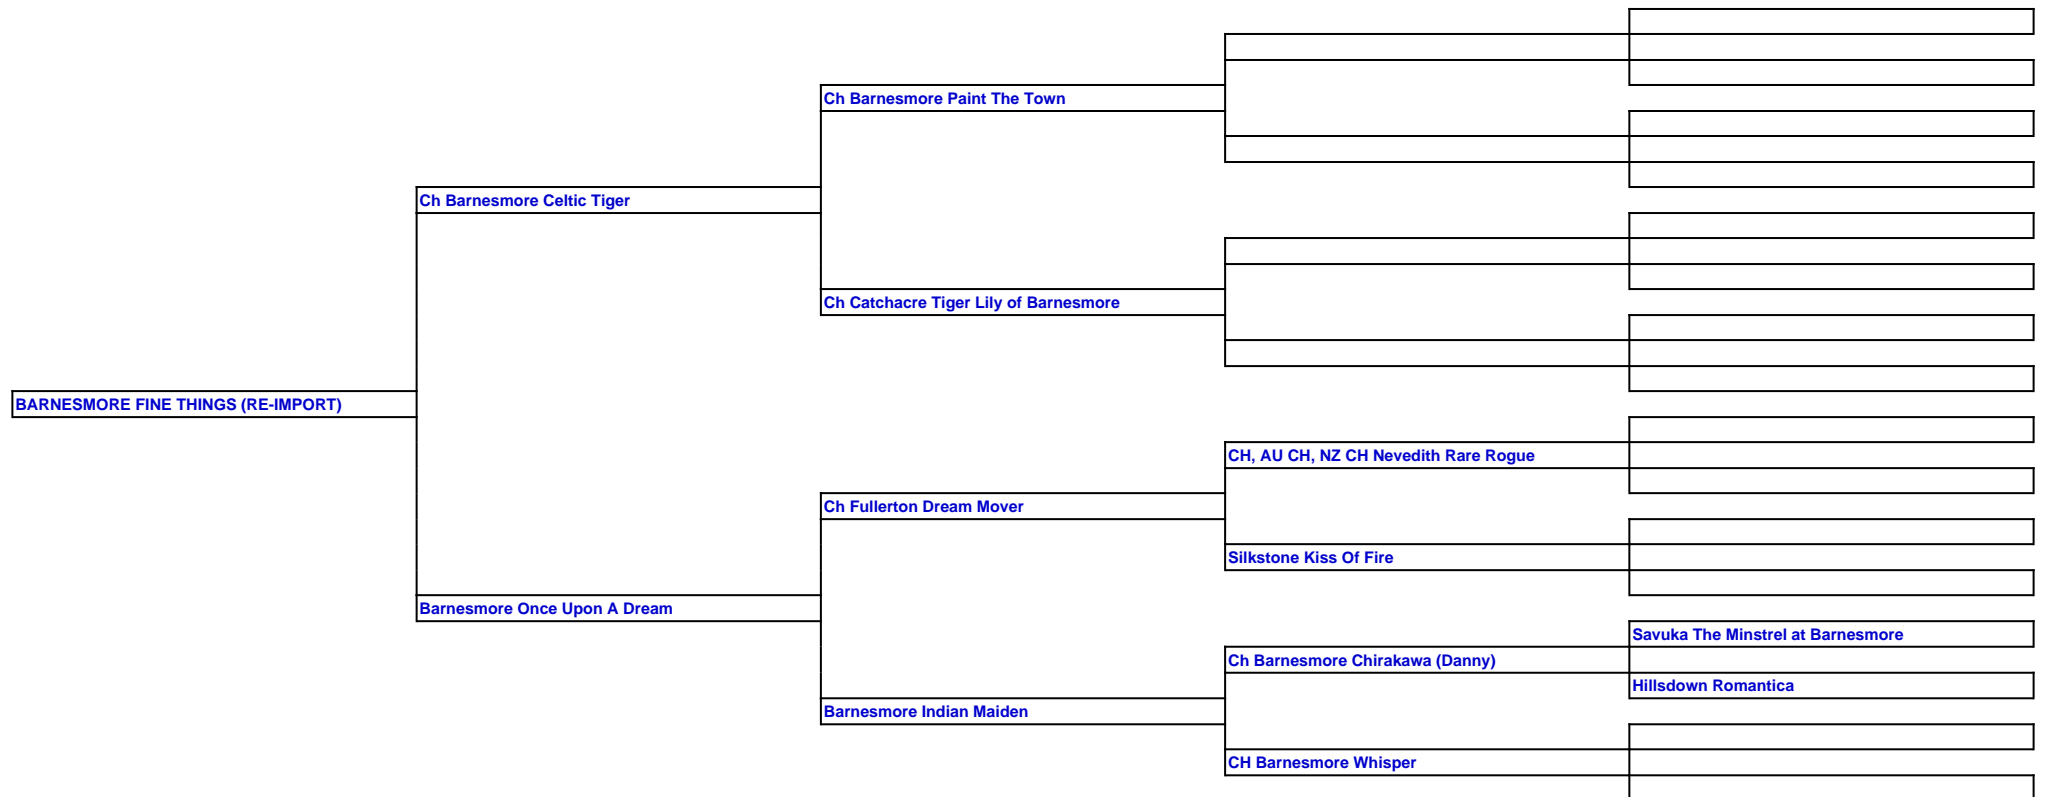 Ch Barnesmore Paint The Town
Ch Barnesmore Celtic Tiger
Ch Catchacre Tiger Lily of Barnesmore
BARNESMORE FINE THINGS (RE-IMPORT)
CH, AU CH, NZ CH Nevedith Rare Rogue
Ch Fullerton Dream Mover
Silkstone Kiss Of Fire
Barnesmore Once Upon A Dream
Savuka The Minstrel at Barnesmore
Ch Barnesmore Chirakawa (Danny)
Hillsdown Romantica
Barnesmore Indian Maiden
CH Barnesmore Whisper